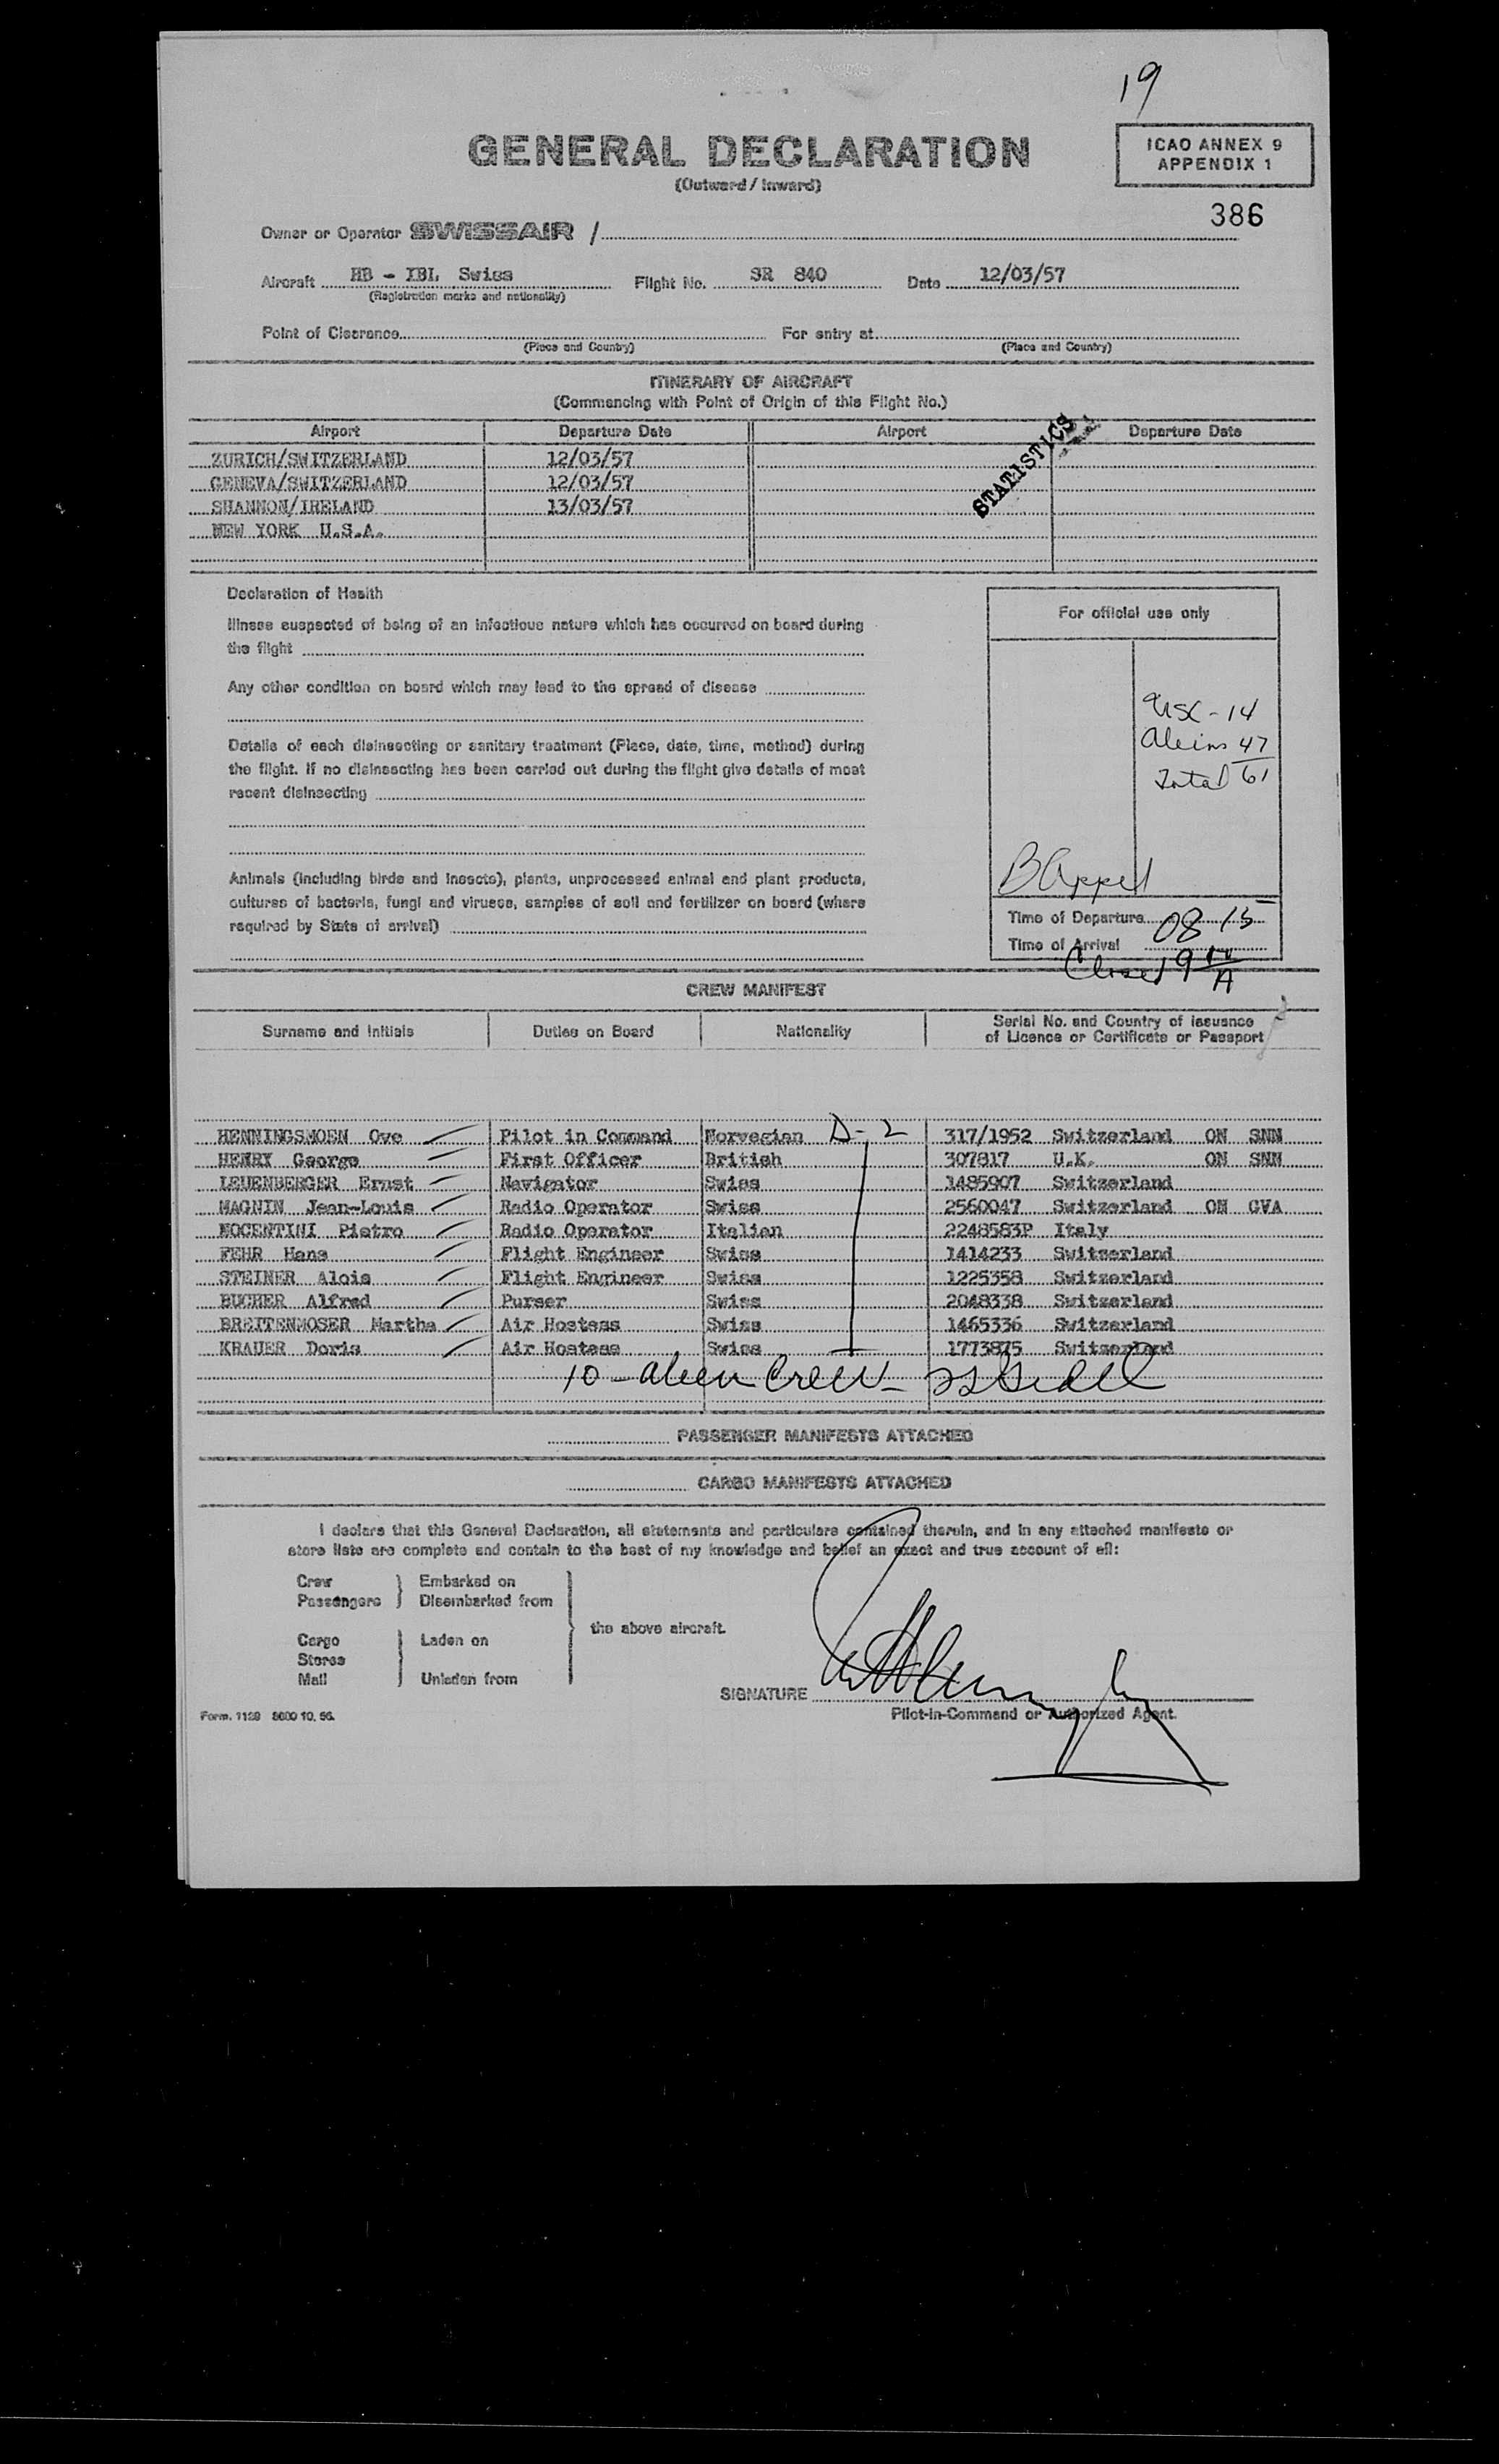 19
GENERAL DECLARATION
(Outward / Inward)
ICAO ANNEX 9
APPENDIX 1
386
Owner or Operator SWISSAIR /
Aircraft HB - IBL Swiss Flight No. SR 840 Date 12/03/57
(Registration marks and nationality)
Point of Clearance For entry at
(Place and Country) (Place and Country)
ITINERARY OF AIRCRAFT
(Commencing with Point of Origin of this Flight No.)
Airport Departure Date Airport Departure Date
STATISTICS
ZURICH/SWITZERLAND 12/03/57
GENEVA/SWITZERLAND 12/03/57
SHANNON/IRELAND 13/03/57
NEW YORK U.S.A.
Declaration of Health
Illness suspected of being of an infectious nature which has occurred on board during
the flight
Any other condition on board which may lead to the spread of disease
Details of each disinsecting or sanitary treatment (Place, date, time, method) during
the flight. If no disinsecting has been carried out during the flight give details of most
recent disinsecting
Animals (including birds and insects), plants, unprocessed animal and plant products,
cultures of bacteria, fungi and viruses, samples of soil and fertilizer on board (where
required by State of arrival)
For official use only
USC - 14
Aleins 47
Total 61
B Appel
Time of Departure 08 15
Time of Arrival
Closed 9 A
CREW MANIFEST
Surname and Initials Duties on Board Nationality Serial No. and Country of issuance
of Licence or Certificate or Passport
HENNINGSMOEN Ove Pilot in Command Norwegian D-2 317/1952 Switzerland ON SNN
HENRY George First Officer British 307817 U.K. ON SNN
LEUENBERGER Ernst Navigator Swiss 1485907 Switzerland
MAGNIN Jean-Louis Radio Operator Swiss 2560047 Switzerland ON GVA
NOCENTINI Pietro Radio Operator Italian 2248583P Italy
FEHR Hans Flight Engineer Swiss 1414233 Switzerland
STEINER Alois Flight Engineer Swiss 1225358 Switzerland
BUCHER Alfred Purser Swiss 2048338 Switzerland
BREITENMOSER Martha Air Hostess Swiss 1465336 Switzerland
KRAUER Doris Air Hostess Swiss 1773875 Switzerland
10 - alien Crew -
PASSENGER MANIFESTS ATTACHED
CARGO MANIFESTS ATTACHED
I declare that this General Declaration, all statements and particulars contained therein, and in any attached manifests or
store lists are complete and contain to the best of my knowledge and belief an exact and true account of all:
Crew Embarked on
Passengers Disembarked from
the above aircraft.
Cargo Laden on
Stores
Mail Unladen from
SIGNATURE
Pilot-in-Command or Authorized Agent.
Form. 1129 5600 10. 56.